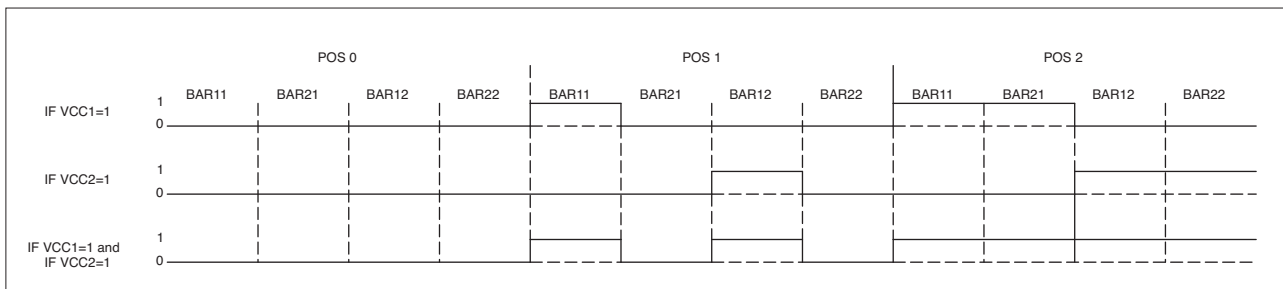 POS 0 POS 1 POS 2
BAR11 BAR21 BAR12 BAR22 BAR11 BAR21 BAR12 BAR22 BAR11 BAR21 BAR12 BAR22
IF VCC1=1 1
0
IF VCC2=1 1
0
IF VCC1=1 and 1
IF VCC2=1 0